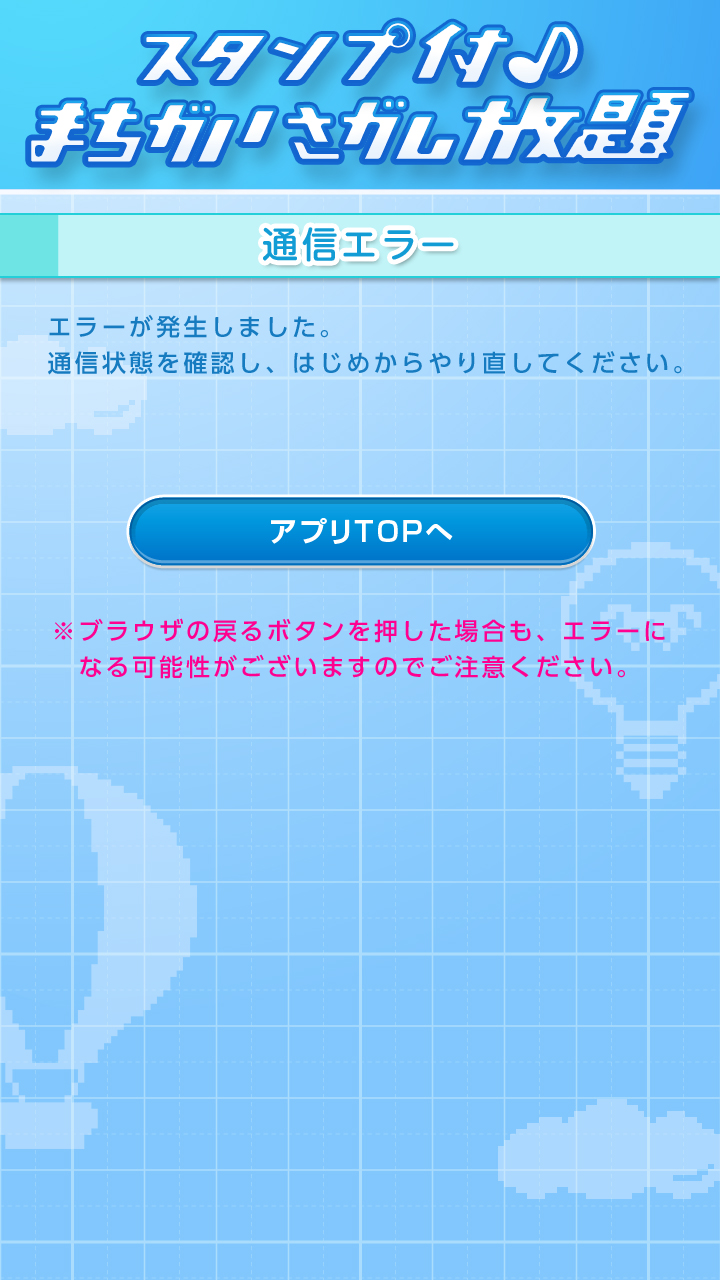 スタンプ付♪
まちがいさがし放題
通信エラー
エラーが発生しました。
通信状態を確認し、はじめからやり直してください。
アプリTOPへ
※ブラウザの戻るボタンを押した場合も、エラーに
なる可能性がございますのでご注意ください。